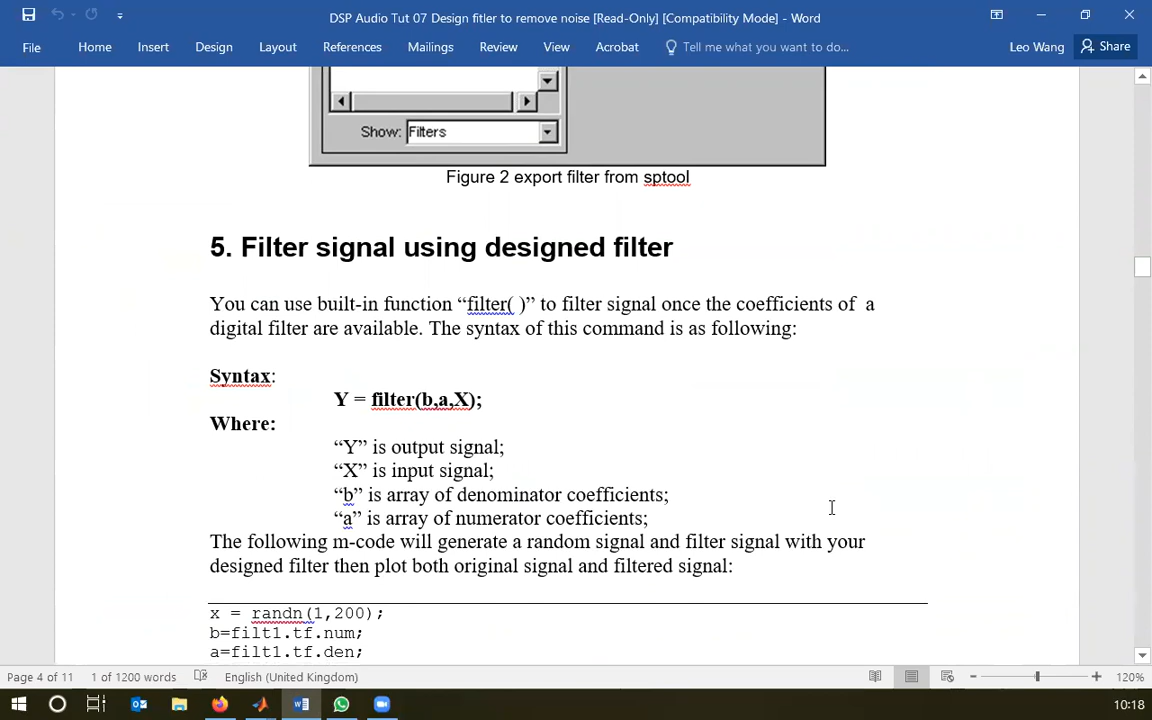 DSP Audio Tut 07 Design fitler to remove noise [Read-Only] [Compatibility Mode] - Word
File Home Insert Design Layout References Mailings Review View Acrobat Tell me what you want to do... Leo Wang Share
Show: Filters
Figure 2 export filter from sptool
5. Filter signal using designed filter
You can use built-in function “filter( )” to filter signal once the coefficients of a
digital filter are available. The syntax of this command is as following:
Syntax:
Y = filter(b,a,X);
Where:
“Y” is output signal;
“X” is input signal;
“b” is array of denominator coefficients;
“a” is array of numerator coefficients;
The following m-code will generate a random signal and filter signal with your
designed filter then plot both original signal and filtered signal:
x = randn(1,200);
b=filt1.tf.num;
a=filt1.tf.den;
Page 4 of 11 1 of 1200 words English (United Kingdom) 120%
10:18